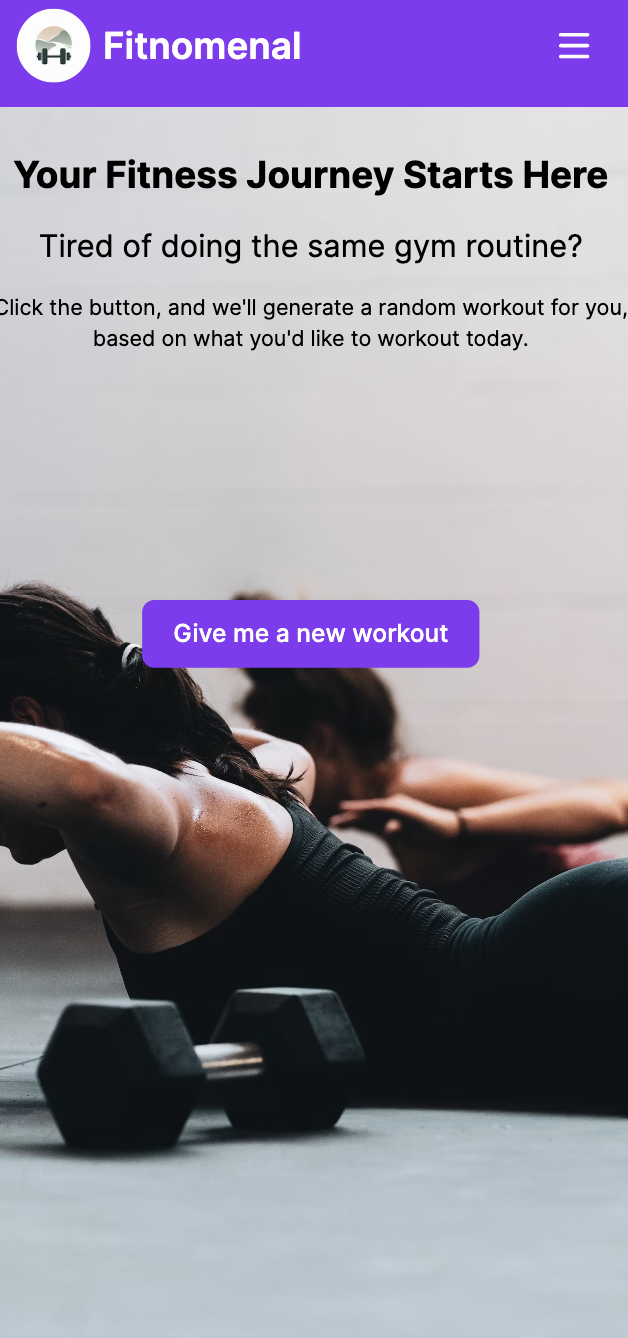 Fitnomenal
Your Fitness Journey Starts Here
Tired of doing the same gym routine?
Click the button, and we'll generate a random workout for you,
based on what you'd like to workout today.
Give me a new workout